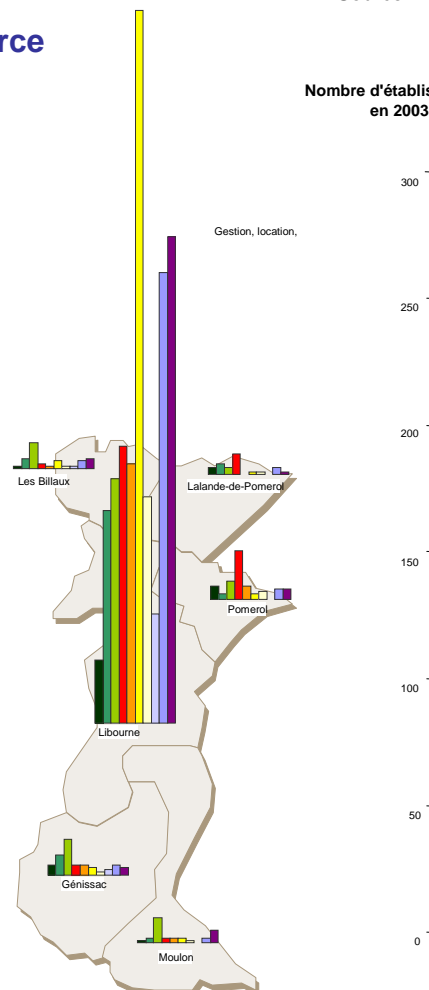 rce
Nombre d'établis
en 2003
300
Gestion, location,
250
200
Les Billaux
Lalande-de-Pomerol
150
Pomerol
100
Libourne
50
Génissac
0
Moulon